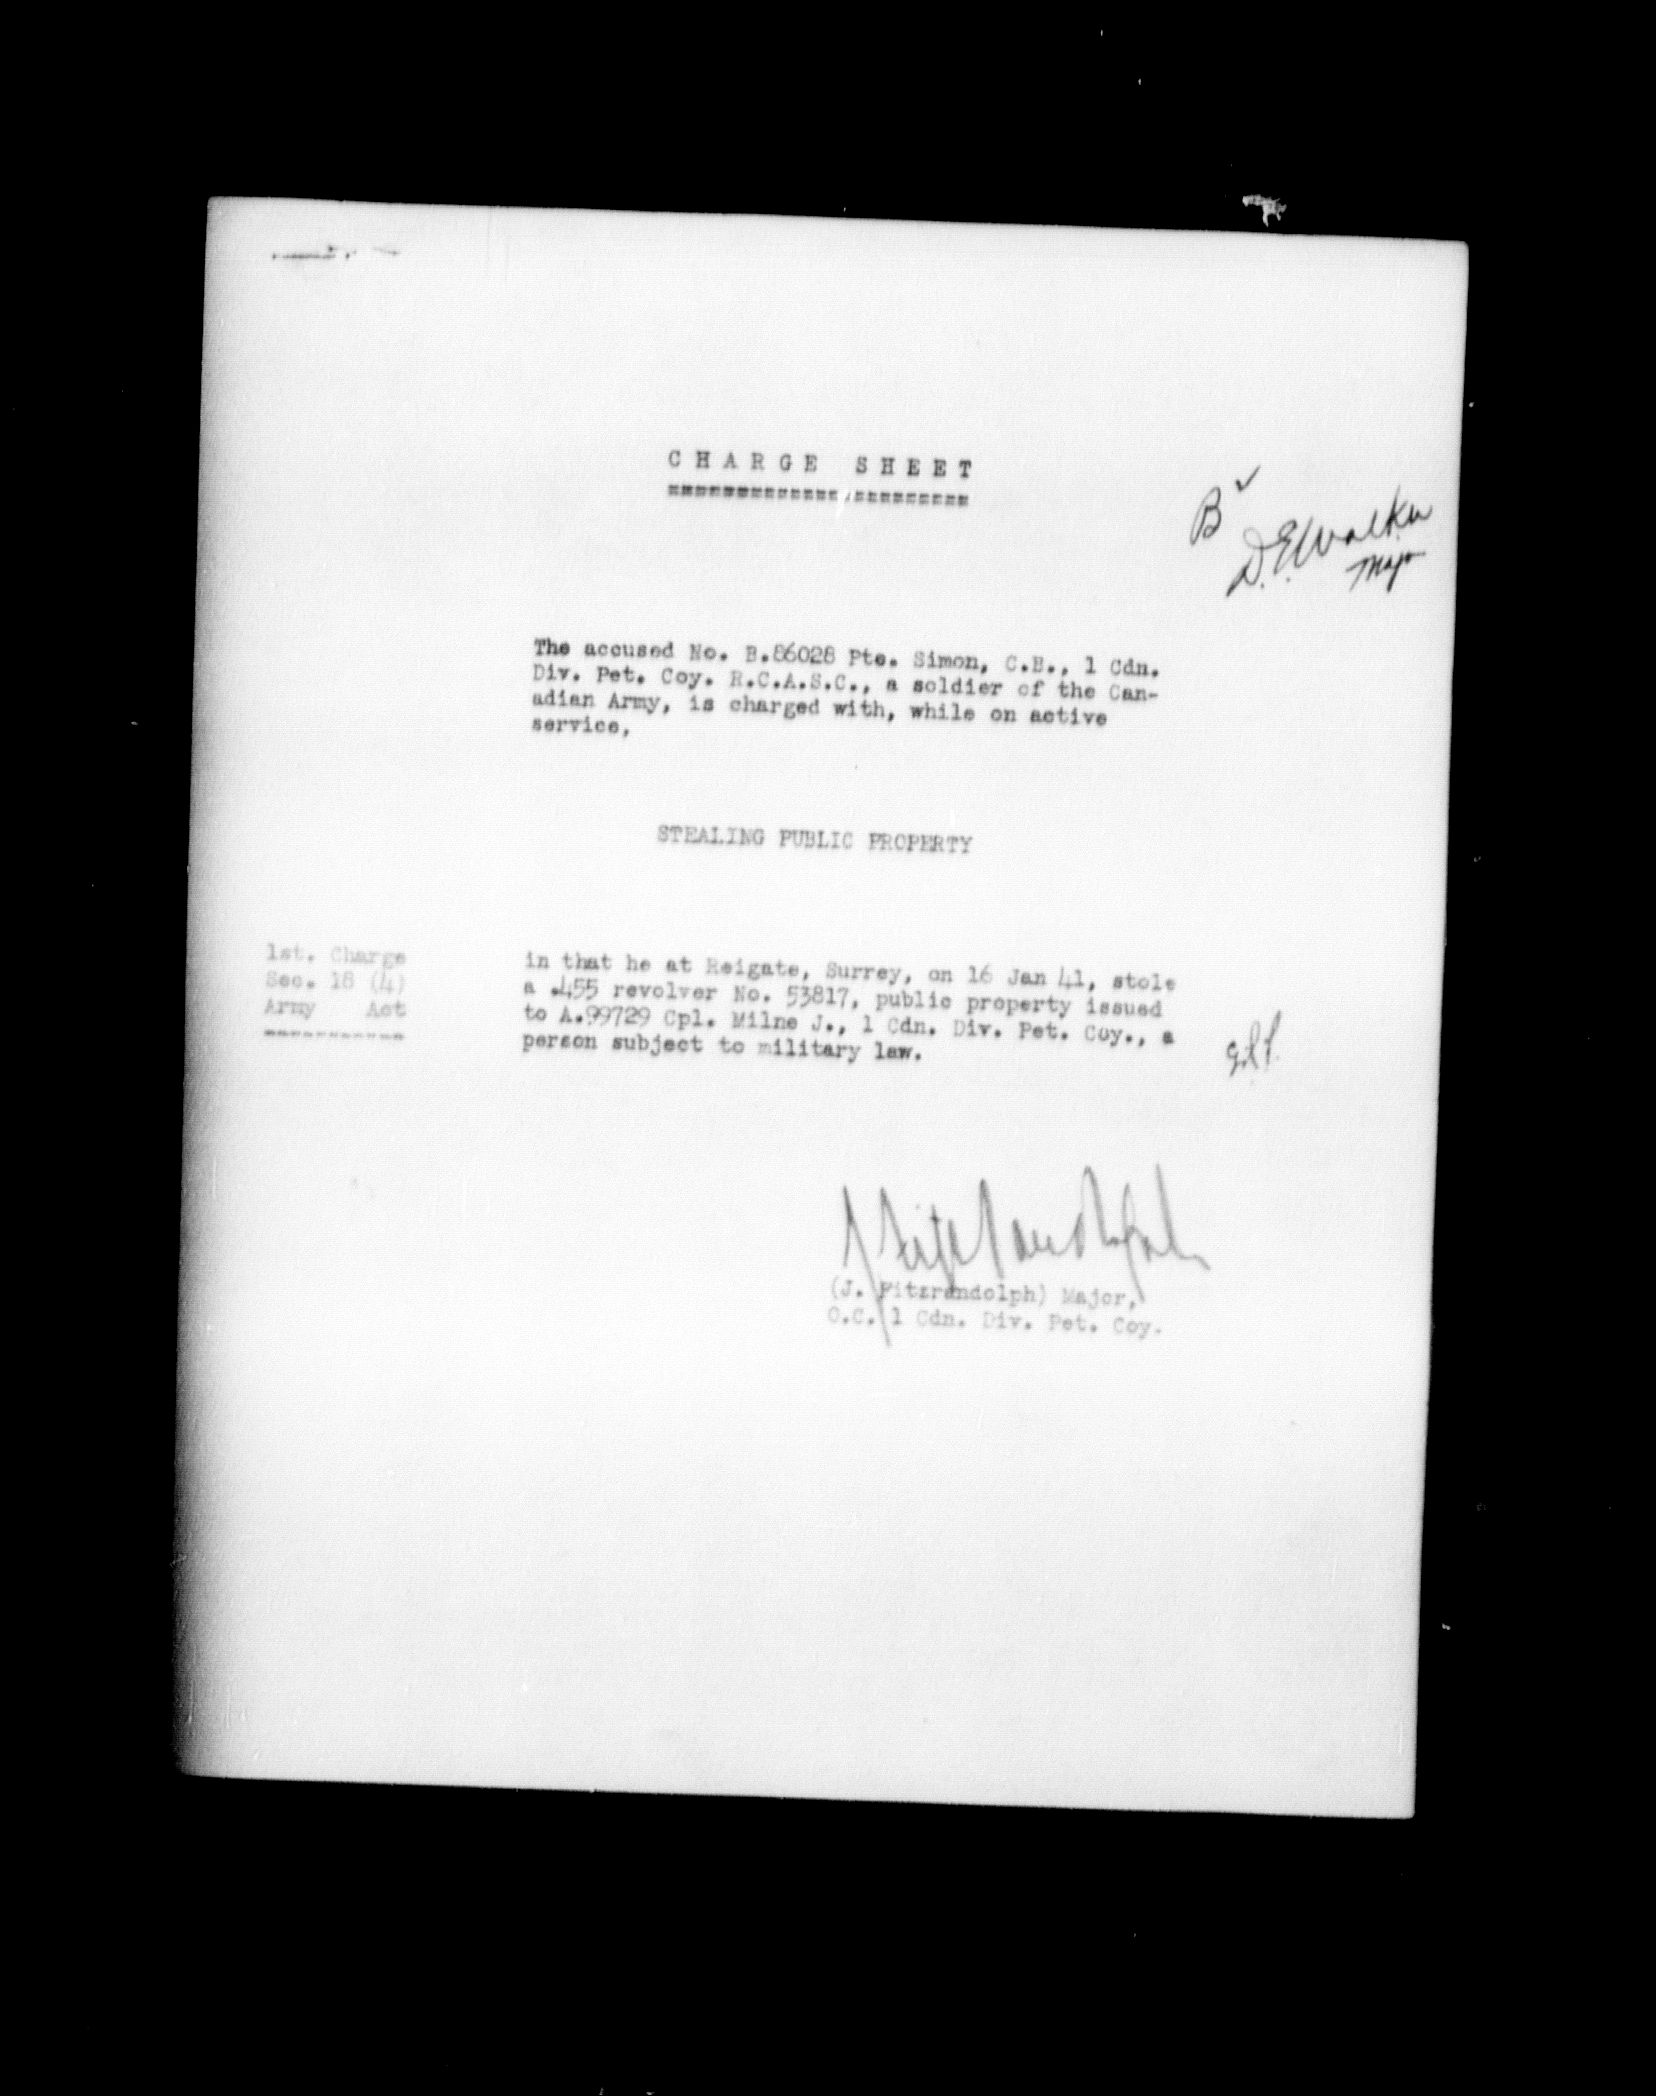 C H A R G E   S H E E T
B ✓
D.E. Walker
Major
The accused No. B.86028 Pte. Simon, C.H., 1 Cdn.
Div. Pet. Coy. R.C.A.S.C., a soldier of the Can-
adian Army, is charged with, while on active
service,
STEALING PUBLIC PROPERTY
1st. Charge
Sec. 18 (4)
Army Act
in that he at Reigate, Surrey, on 16 Jan 41, stole
a .455 revolver No. 53817, public property issued
to A.99729 Cpl. Milne J., 1 Cdn. Div. Pet. Coy., a
person subject to military law.
(J. Fitzrandolph) Major,
O.C. 1 Cdn. Div. Pet. Coy.